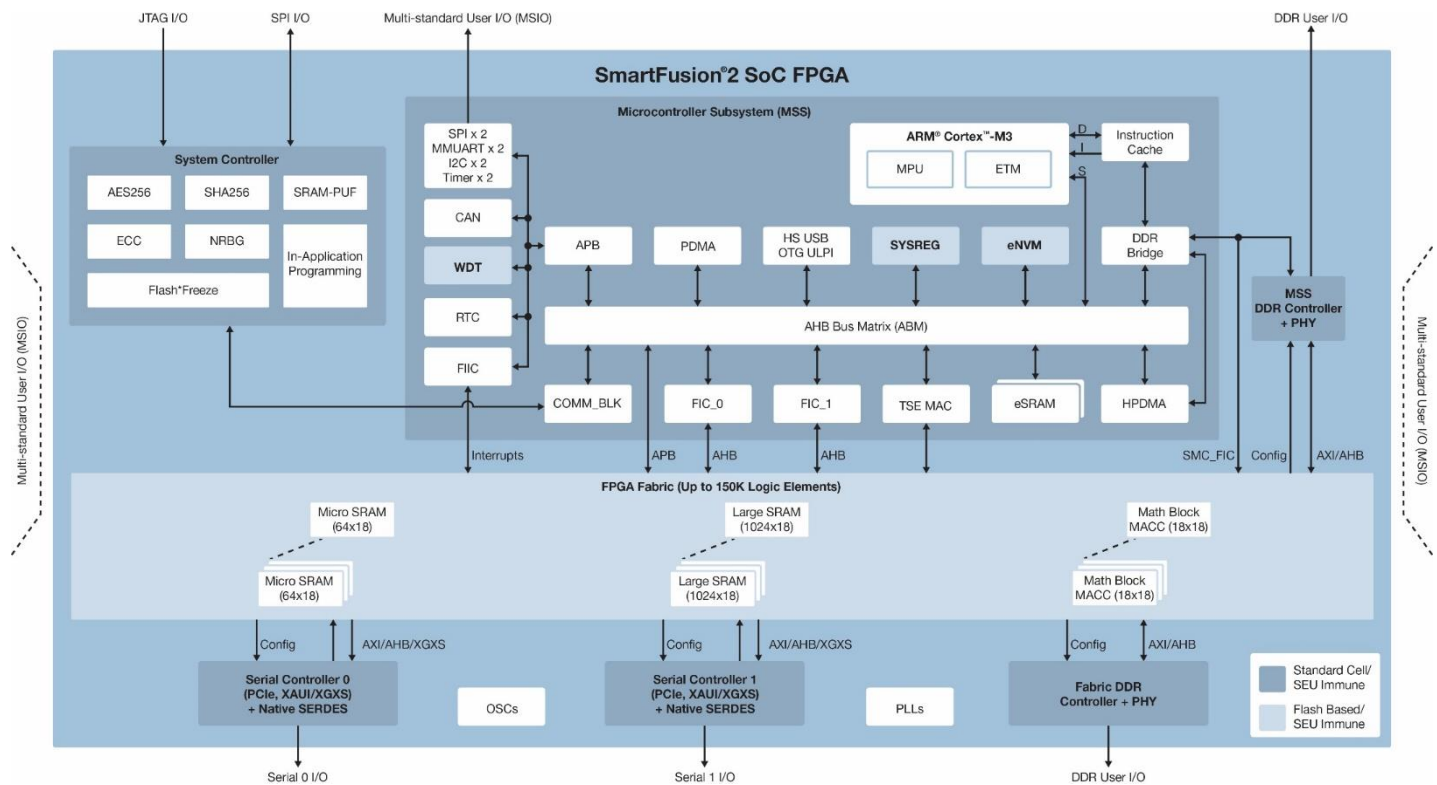 JTAG I/O
SPI I/O
Multi-standard User I/O (MSIO)
DDR User I/O
SmartFusion®2 SoC FPGA
Microcontroller Subsystem (MSS)
System Controller
AES256
SHA256
SRAM-PUF
ECC
NRBG
In-Application
Programming
Flash*Freeze
SPI x 2
MMUART x 2
I2C x 2
Timer x 2
CAN
WDT
RTC
FIIC
ARM® Cortex™-M3
MPU
ETM
D
I
S
Instruction
Cache
APB
PDMA
HS USB
OTG ULPI
SYSREG
eNVM
DDR
Bridge
AHB Bus Matrix (ABM)
COMM_BLK
FIC_0
FIC_1
TSE MAC
eSRAM
HPDMA
MSS
DDR Controller
+ PHY
Multi-standard User I/O (MSIO)
Multi-standard User I/O (MSIO)
Interrupts
APB
AHB
AHB
SMC_FIC
Config
AXI/AHB
FPGA Fabric (Up to 150K Logic Elements)
Micro SRAM
(64x18)
Large SRAM
(1024x18)
Math Block
MACC (18x18)
Micro SRAM
(64x18)
Large SRAM
(1024x18)
Math Block
MACC (18x18)
Config
AXI/AHB/XGXS
Config
AXI/AHB/XGXS
Config
AXI/AHB
Serial Controller 0
(PCIe, XAUI/XGXS)
+ Native SERDES
OSCs
Serial Controller 1
(PCIe, XAUI/XGXS)
+ Native SERDES
PLLs
Fabric DDR
Controller + PHY
Standard Cell/
SEU Immune
Flash Based/
SEU Immune
Serial 0 I/O
Serial 1 I/O
DDR User I/O